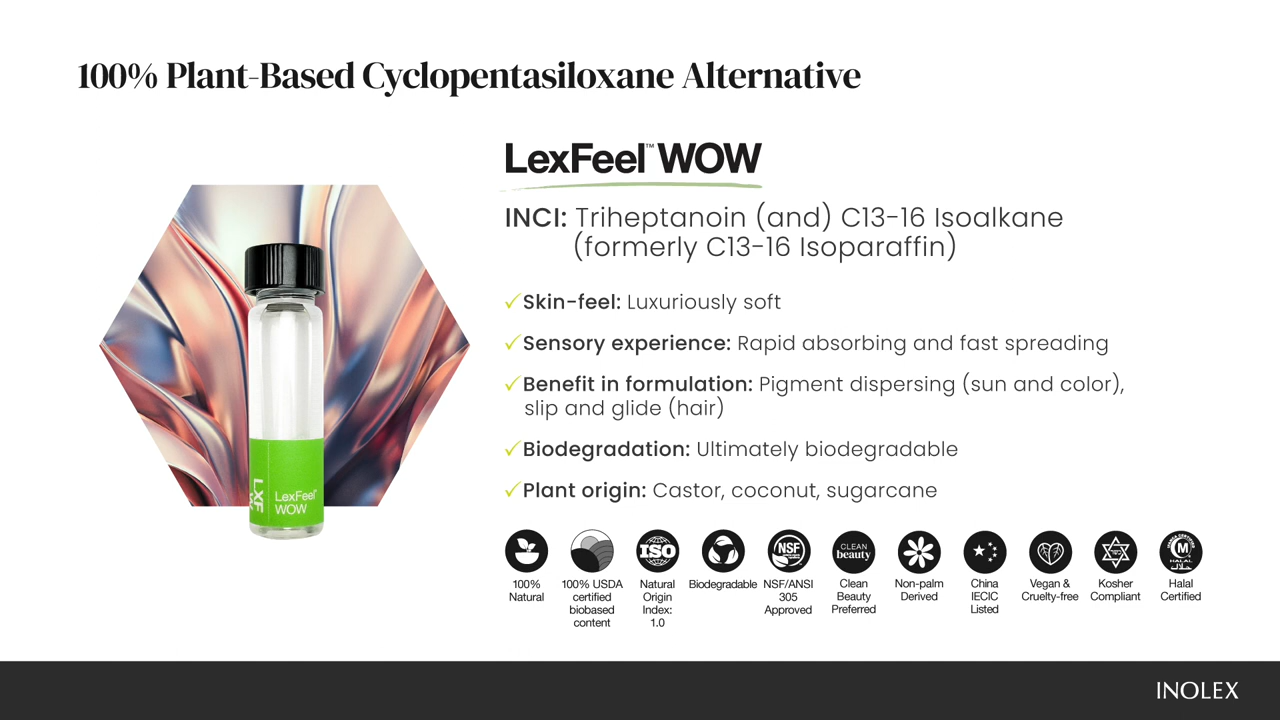 100% Plant-Based Cyclopentasiloxane Alternative
LexFeel™ WOW
INCI: Triheptanoin (and) C13-16 Isoalkane
(formerly C13-16 Isoparaffin)
✓Skin-feel: Luxuriously soft
✓Sensory experience: Rapid absorbing and fast spreading
✓Benefit in formulation: Pigment dispersing (sun and color),
slip and glide (hair)
✓Biodegradation: Ultimately biodegradable
✓Plant origin: Castor, coconut, sugarcane
LXF
LexFeel™
WOW
ISO
NSF
CLEAN
beauty
M
HALAL
100%
Natural
100% USDA
certified
biobased
content
Natural
Origin
Index:
1.0
Biodegradable
NSF/ANSI
305
Approved
Clean
Beauty
Preferred
Non-palm
Derived
China
IECIC
Listed
Vegan &
Cruelty-free
Kosher
Compliant
Halal
Certified
INOLEX